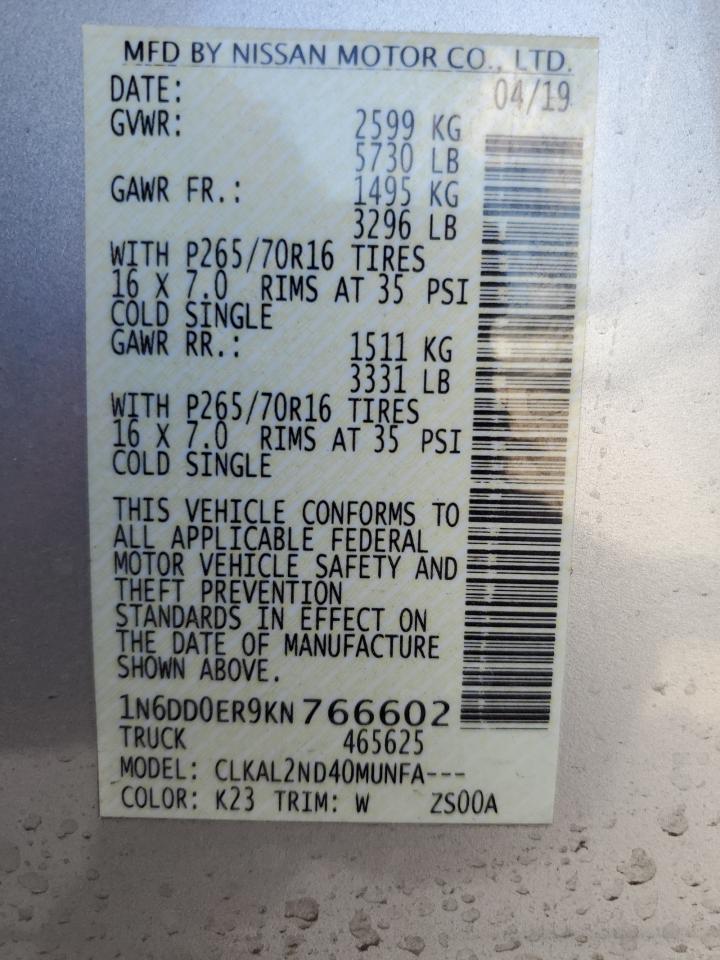 MFD BY NISSAN MOTOR CO., LTD.
DATE: 04/19
GVWR: 2599 KG
5730 LB
GAWR FR.: 1495 KG
3296 LB
WITH P265/70R16 TIRES
16 X 7.0 RIMS AT 35 PSI
COLD SINGLE
GAWR RR.: 1511 KG
3331 LB
WITH P265/70R16 TIRES
16 X 7.0 RIMS AT 35 PSI
COLD SINGLE
THIS VEHICLE CONFORMS TO
ALL APPLICABLE FEDERAL
MOTOR VEHICLE SAFETY AND
THEFT PREVENTION
STANDARDS IN EFFECT ON
THE DATE OF MANUFACTURE
SHOWN ABOVE.
1N6DD0ER9KN766602
TRUCK 465625
MODEL: CLKAL2ND40MUNFA---
COLOR: K23 TRIM: W ZS00A